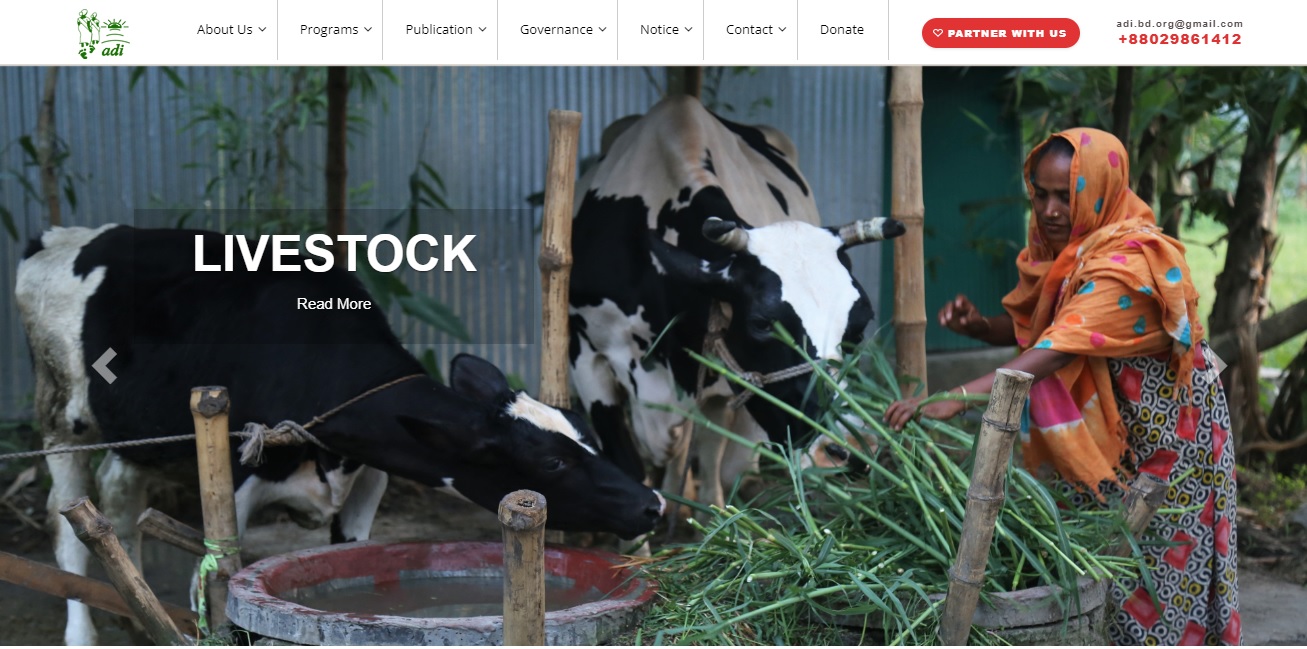 adi
About Us
Programs
Publication
Governance
Notice
Contact
Donate
PARTNER WITH US
adi.bd.org@gmail.com
+88029861412
LIVESTOCK
Read More